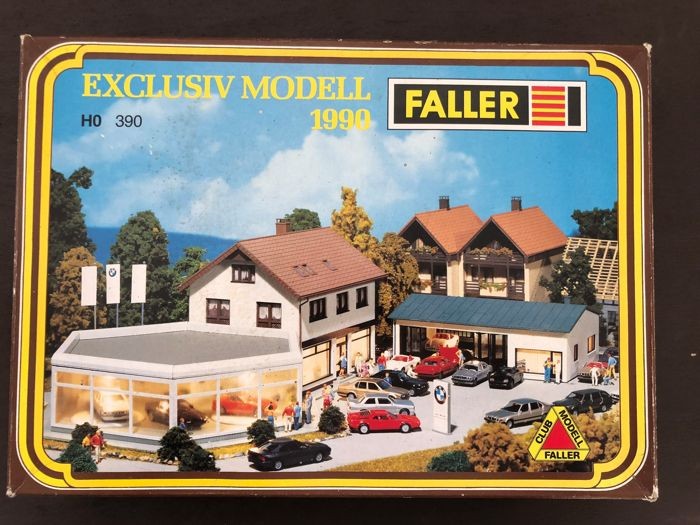 EXCLUSIV MODELL
1990
FALLER
H0 390
CLUB
MODELL
FALLER